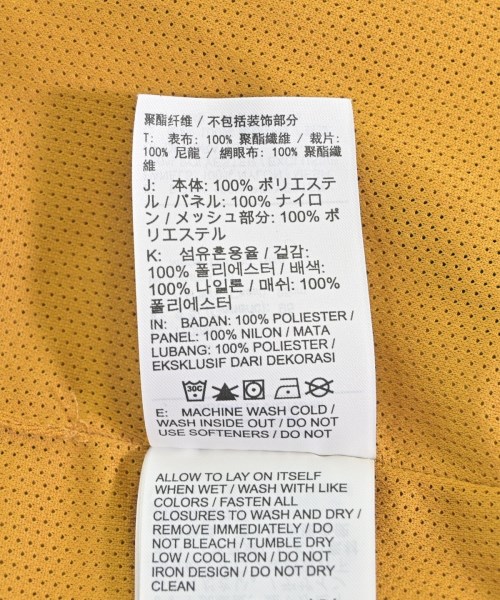 聚酯纤维 / 不包括装饰部分
T: 表布: 100% 聚酯纖維 / 裁片:
100% 尼龍 / 網眼布: 100% 聚酯纖
維
J: 本体: 100% ポリエステ
ル / パネル: 100% ナイロ
ン / メッシュ部分: 100% ポ
リエステル
K: 섬유혼용율 / 겉감:
100% 폴리에스터 / 배색:
100% 나일론 / 매쉬: 100%
폴리에스터
IN: BADAN: 100% POLIESTER /
PANEL: 100% NILON / MATA
LUBANG: 100% POLIESTER /
EKSKLUSIF DARI DEKORASI
30C
E: MACHINE WASH COLD /
WASH INSIDE OUT / DO NOT
USE SOFTENERS / DO NOT
ALLOW TO LAY ON ITSELF
WHEN WET / WASH WITH LIKE
COLORS / FASTEN ALL
CLOSURES TO WASH AND DRY /
REMOVE IMMEDIATELY / DO
NOT BLEACH / TUMBLE DRY
LOW / COOL IRON / DO NOT
IRON DESIGN / DO NOT DRY
CLEAN